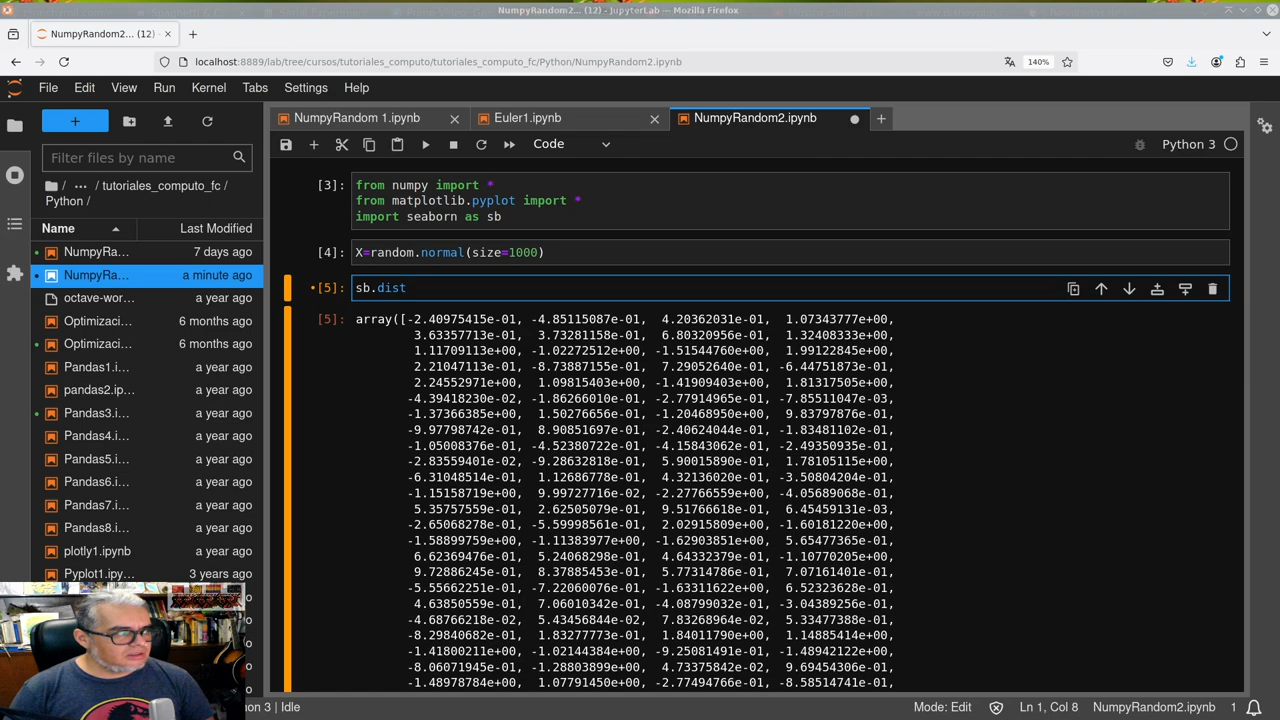 NumpyRandom2… (12) - JupyterLab — Mozilla Firefox
NumpyRandom2… (12)
localhost:8889/lab/tree/cursos/tutoriales_computo/tutoriales_computo_fc/Python/NumpyRandom2.ipynb
140%
File Edit View Run Kernel Tabs Settings Help
NumpyRandom 1.ipynb
Euler1.ipynb
NumpyRandom2.ipynb
Filter files by name
Code
Python 3
/ … / tutoriales_computo_fc /
Python /
Name Last Modified
NumpyRa… 7 days ago
NumpyRa… a minute ago
octave-wor… a year ago
Optimizaci… 6 months ago
Optimizaci… 6 months ago
Pandas1.i… a year ago
pandas2.ip… a year ago
Pandas3.i… a year ago
Pandas4.i… a year ago
Pandas5.i… a year ago
Pandas6.i… a year ago
Pandas7.i… a year ago
Pandas8.i… a year ago
plotly1.ipynb a year ago
Pyplot1.ipy… 3 years ago
[3]: from numpy import *
from matplotlib.pyplot import *
import seaborn as sb
[4]: X=random.normal(size=1000)
[5]: sb.dist
[5]: array([-2.40975415e-01, -4.85115087e-01, 4.20362031e-01, 1.07343777e+00,
3.63357713e-01, 3.73281158e-01, 6.80320956e-01, 1.32408333e+00,
1.11709113e+00, -1.02272512e+00, -1.51544760e+00, 1.99122845e+00,
2.21047113e-01, -8.73887155e-01, 7.29052640e-01, -6.44751873e-01,
2.24552971e+00, 1.09815403e+00, -1.41909403e+00, 1.81317505e+00,
-4.39418230e-02, -1.86266010e-01, -2.77914965e-01, -7.85511047e-03,
-1.37366385e+00, 1.50276656e-01, -1.20468950e+00, 9.83797876e-01,
-9.97798742e-01, 8.90851697e-01, -2.40624044e-01, -1.83481102e-01,
-1.05008376e+00, -4.52380722e-01, -4.15843062e-01, -2.49350935e-01,
-2.83559401e-02, -9.28632818e-01, 5.90015890e-01, 1.78105115e+00,
-6.31048514e-01, 1.12686778e-01, 4.32136020e-01, -3.50804204e-01,
-1.15158719e+00, 9.99727716e-02, -2.27766559e+00, -4.05689068e-01,
5.35757559e-01, 2.62505079e-01, 9.51766618e-01, 6.45459131e-03,
-2.65068278e-01, -5.59998561e-01, 2.02915809e+00, -1.60181220e+00,
-1.58899759e+00, -1.11383977e+00, -1.62903851e+00, 5.65477365e-01,
6.62369476e-01, 5.24068298e-01, 4.64332379e-01, -1.10770205e+00,
9.72886245e-01, 8.37885453e-01, 5.77314786e-01, 7.07161401e-01,
-5.55662251e-01, -7.22060076e-01, -1.63311622e+00, 6.52323628e-01,
4.63850559e-01, 7.06010342e-01, -4.08799032e-01, -3.04389256e-01,
-4.68766218e-02, 5.43456844e-02, 7.83268964e-02, 5.33477388e-01,
-8.29840682e-01, 1.83277773e-01, 1.84011790e+00, 1.14885414e+00,
-1.41800211e-01, -1.02144384e+00, -9.25081491e-01, -1.48942122e+00,
-8.06071945e-01, -1.28803899e+00, 4.73375842e-02, 9.69454306e-01,
-1.48978784e+00, 1.07791450e+00, -2.77494766e-01, -8.58514741e-01,
on 3 | Idle
Mode: Edit
Ln 1, Col 8
NumpyRandom2.ipynb
1